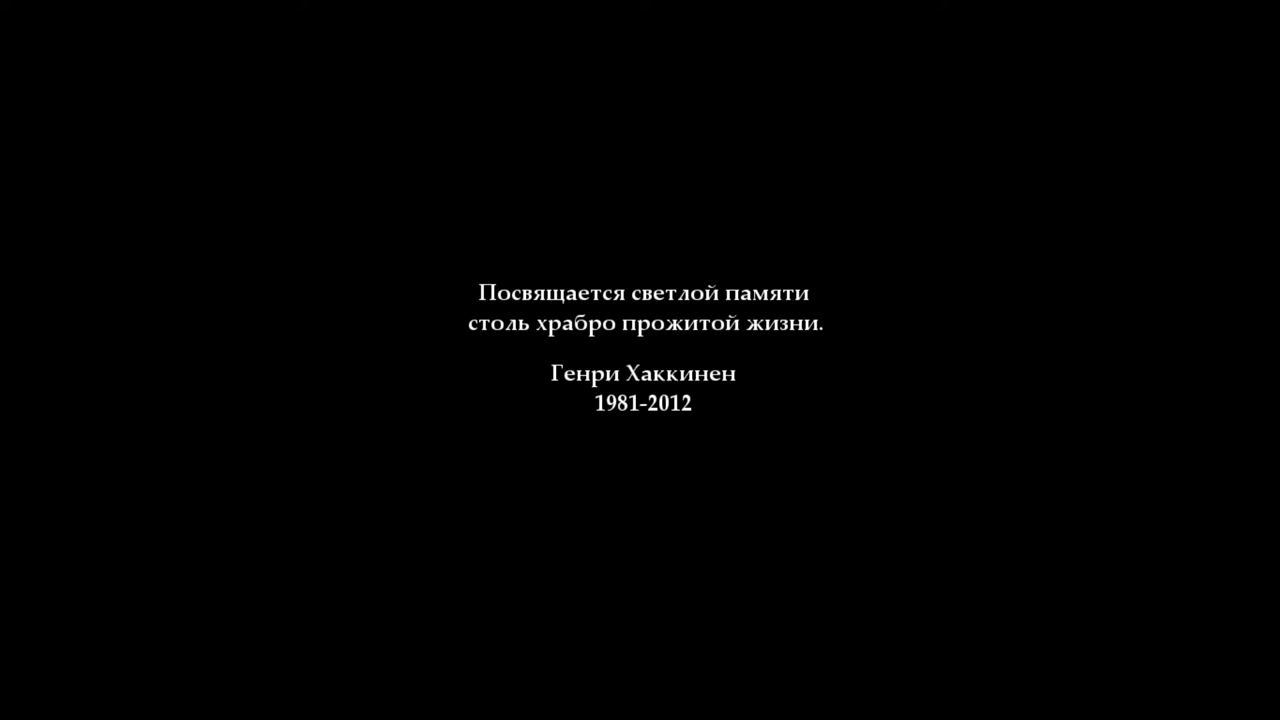 Посвящается светлой памяти
столь храбро прожитой жизни.
Генри Хаккинен
1981-2012